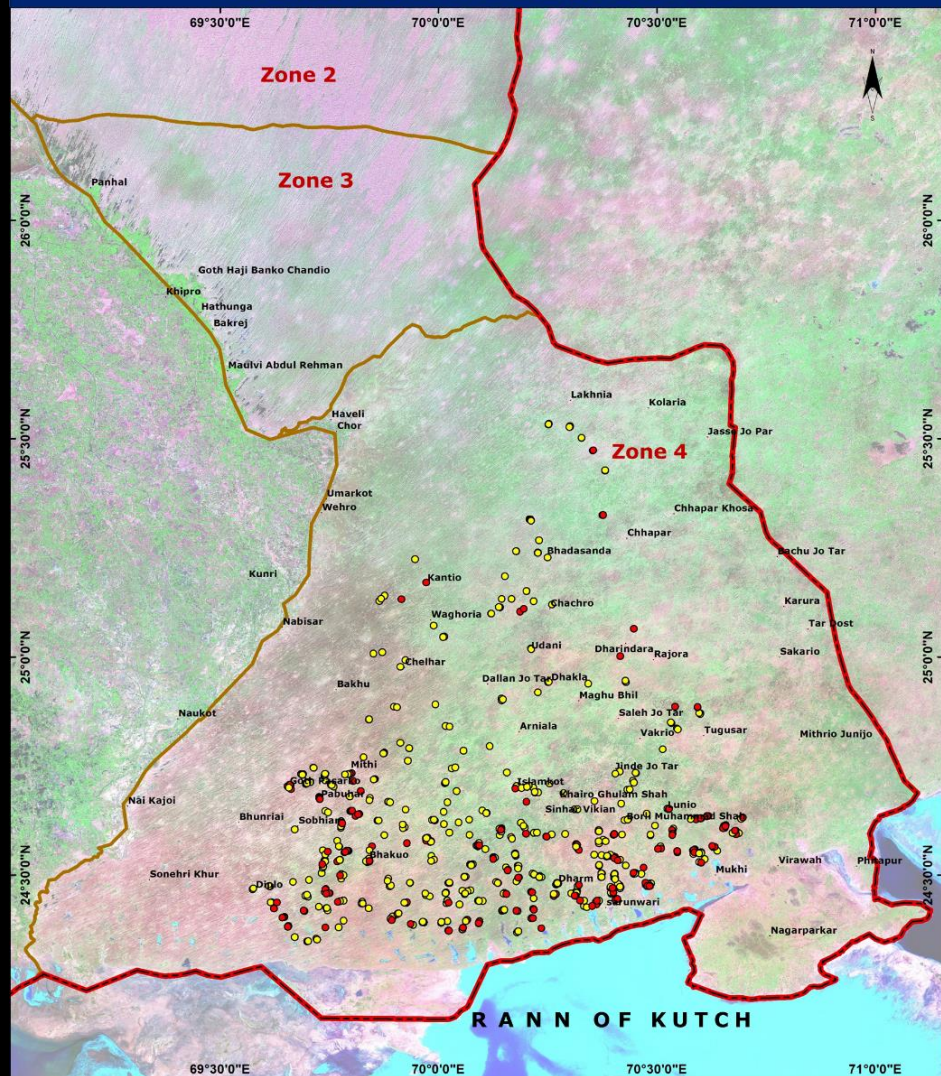 69°30'0"E 70°0'0"E 70°30'0"E 71°0'0"E
N
S
Zone 2
Zone 3
Panhal
26°0'0"N
26°0'0"N
Goth Haji Banko Chandio
Khipro
Hathunga
Bakrej
Maulvi Abdul Rehman
Lakhnia
Kolaria
Haveli
Chor
Jasse Jo Par
25°30'0"N
25°30'0"N
Zone 4
Umarkot
Wehro
Chhapar Khosa
Chhapar
Bhadasanda
Bachu Jo Tar
Kunri
Kantio
Chachro
Karura
Waghoria
Nabisar
Tar Dost
25°0'0"N
25°0'0"N
Udani
Dharindara
Rajora
Sakario
Chelhar
Bakhu
Dallan Jo Tar
Dhakla
Maghu Bhil
Naukot
Saleh Jo Tar
Arniala
Vakrio
Tugusar
Mithrio Junijo
Mithi
Jinde Jo Tar
Islamkot
Pabuhar
Khairo Ghulam Shah
Nai Kajoi
Lunio
Sinhar Vikian
Bhunriai
Sobhiar
Born Muhammad Shah
Bhakuo
Virawah
Philapur
Mukhi
Sonehri Khur
24°30'0"N
24°30'0"N
Diplo
Dharm
sarunwari
Nagarparkar
RANN OF KUTCH
69°30'0"E 70°0'0"E 70°30'0"E 71°0'0"E